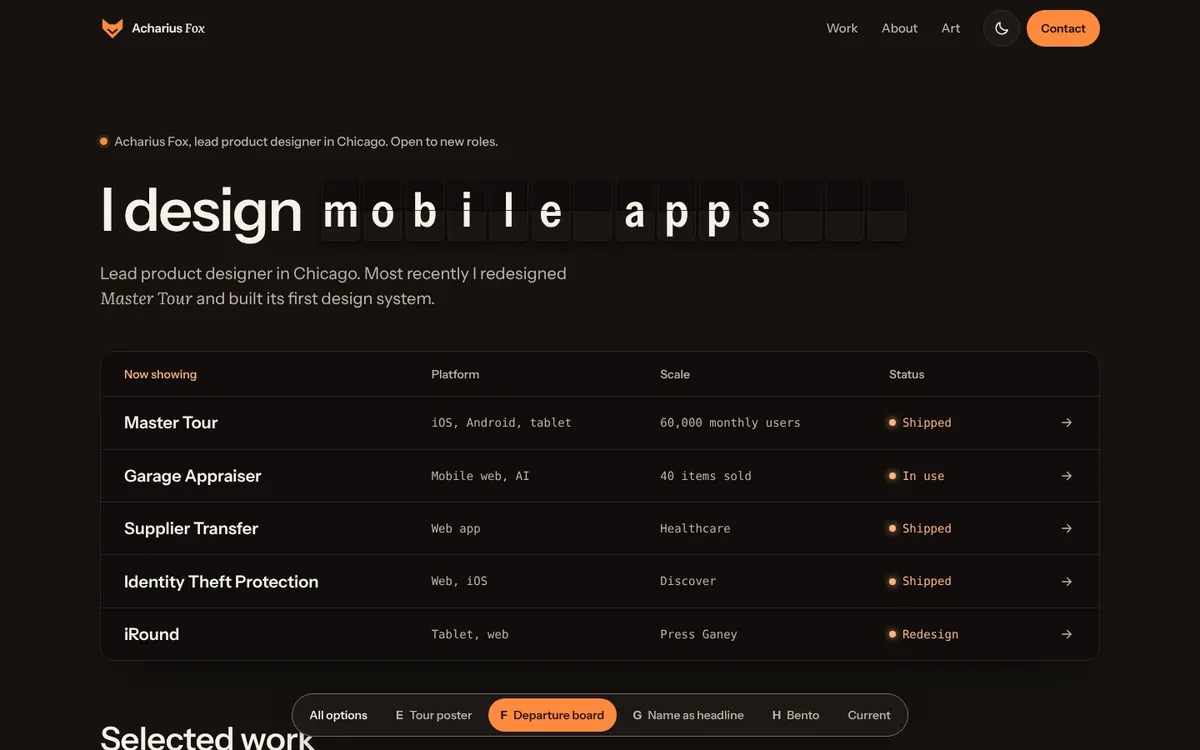 Acharius Fox
Work About Art Contact
Acharius Fox, lead product designer in Chicago. Open to new roles.
I design mobile apps
Lead product designer in Chicago. Most recently I redesigned
Master Tour and built its first design system.
Now showing Platform Scale Status
Master Tour iOS, Android, tablet 60,000 monthly users Shipped →
Garage Appraiser Mobile web, AI 40 items sold In use →
Supplier Transfer Web app Healthcare Shipped →
Identity Theft Protection Web, iOS Discover Shipped →
iRound Tablet, web Press Ganey Redesign →
All options E Tour poster F Departure board G Name as headline H Bento Current
Selected work